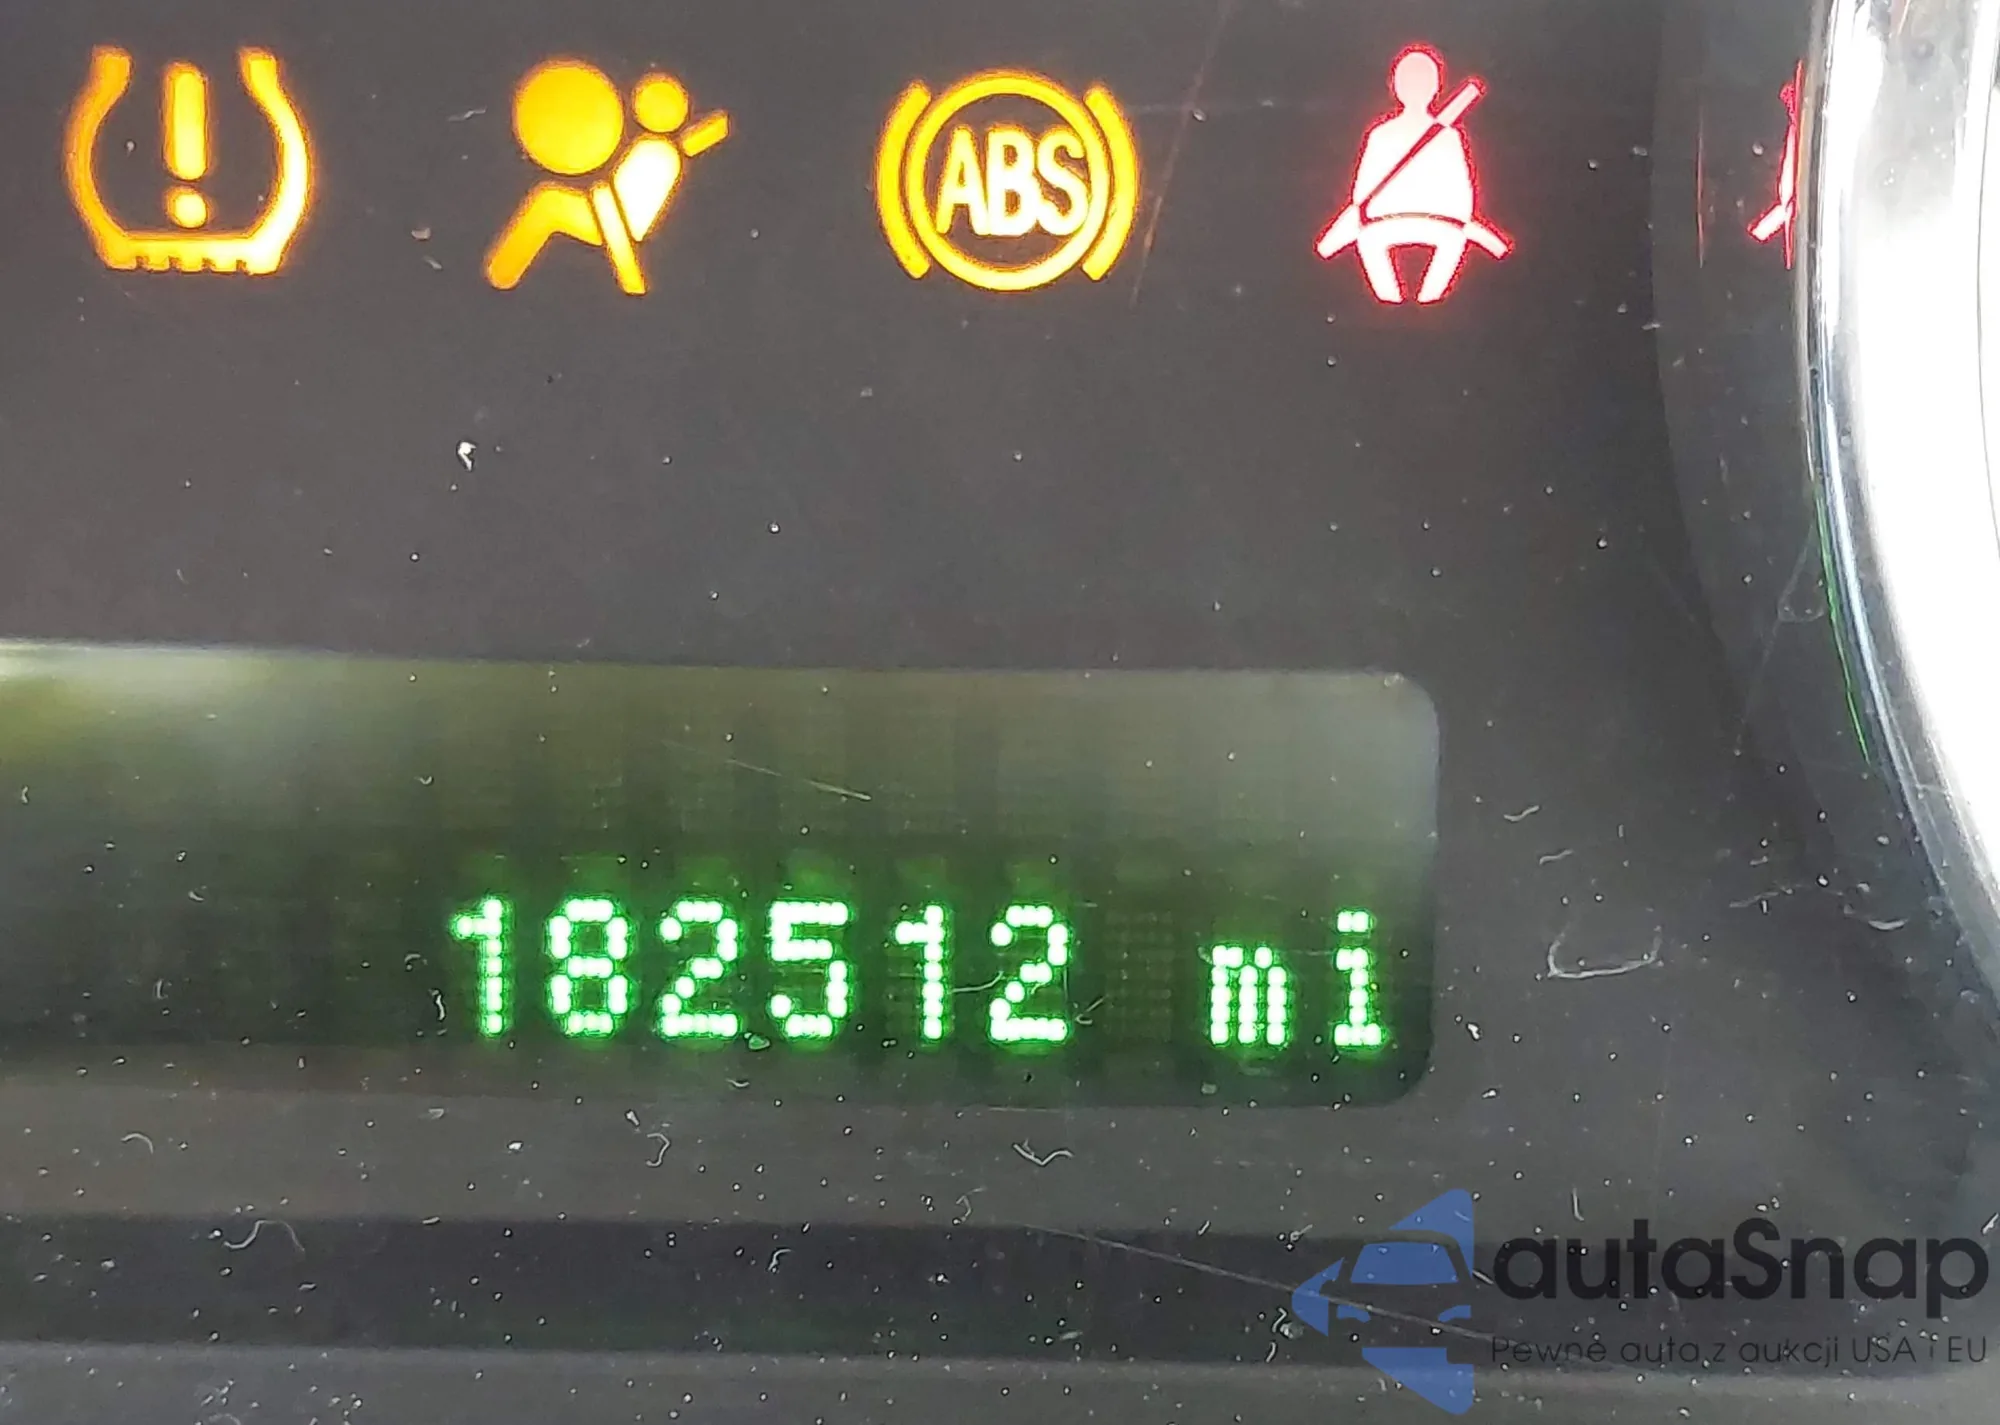 ABS
182512 mi
autaSnap
Pewne auta z aukcji USA i EU